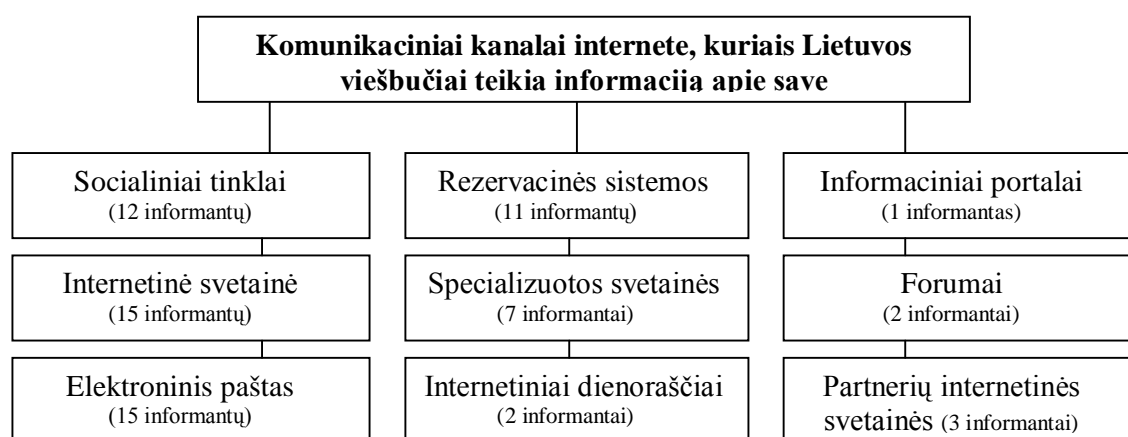 Komunikaciniai kanalai internete, kuriais Lietuvos
viešbučiai teikia informaciją apie save
Socialiniai tinklai
(12 informantų)
Rezervacinės sistemos
(11 informantų)
Informaciniai portalai
(1 informantas)
Internetinė svetainė
(15 informantų)
Specializuotos svetainės
(7 informantai)
Forumai
(2 informantai)
Elektroninis paštas
(15 informantų)
Internetiniai dienoraščiai
(2 informantai)
Partnerių internetinės
svetainės (3 informantai)